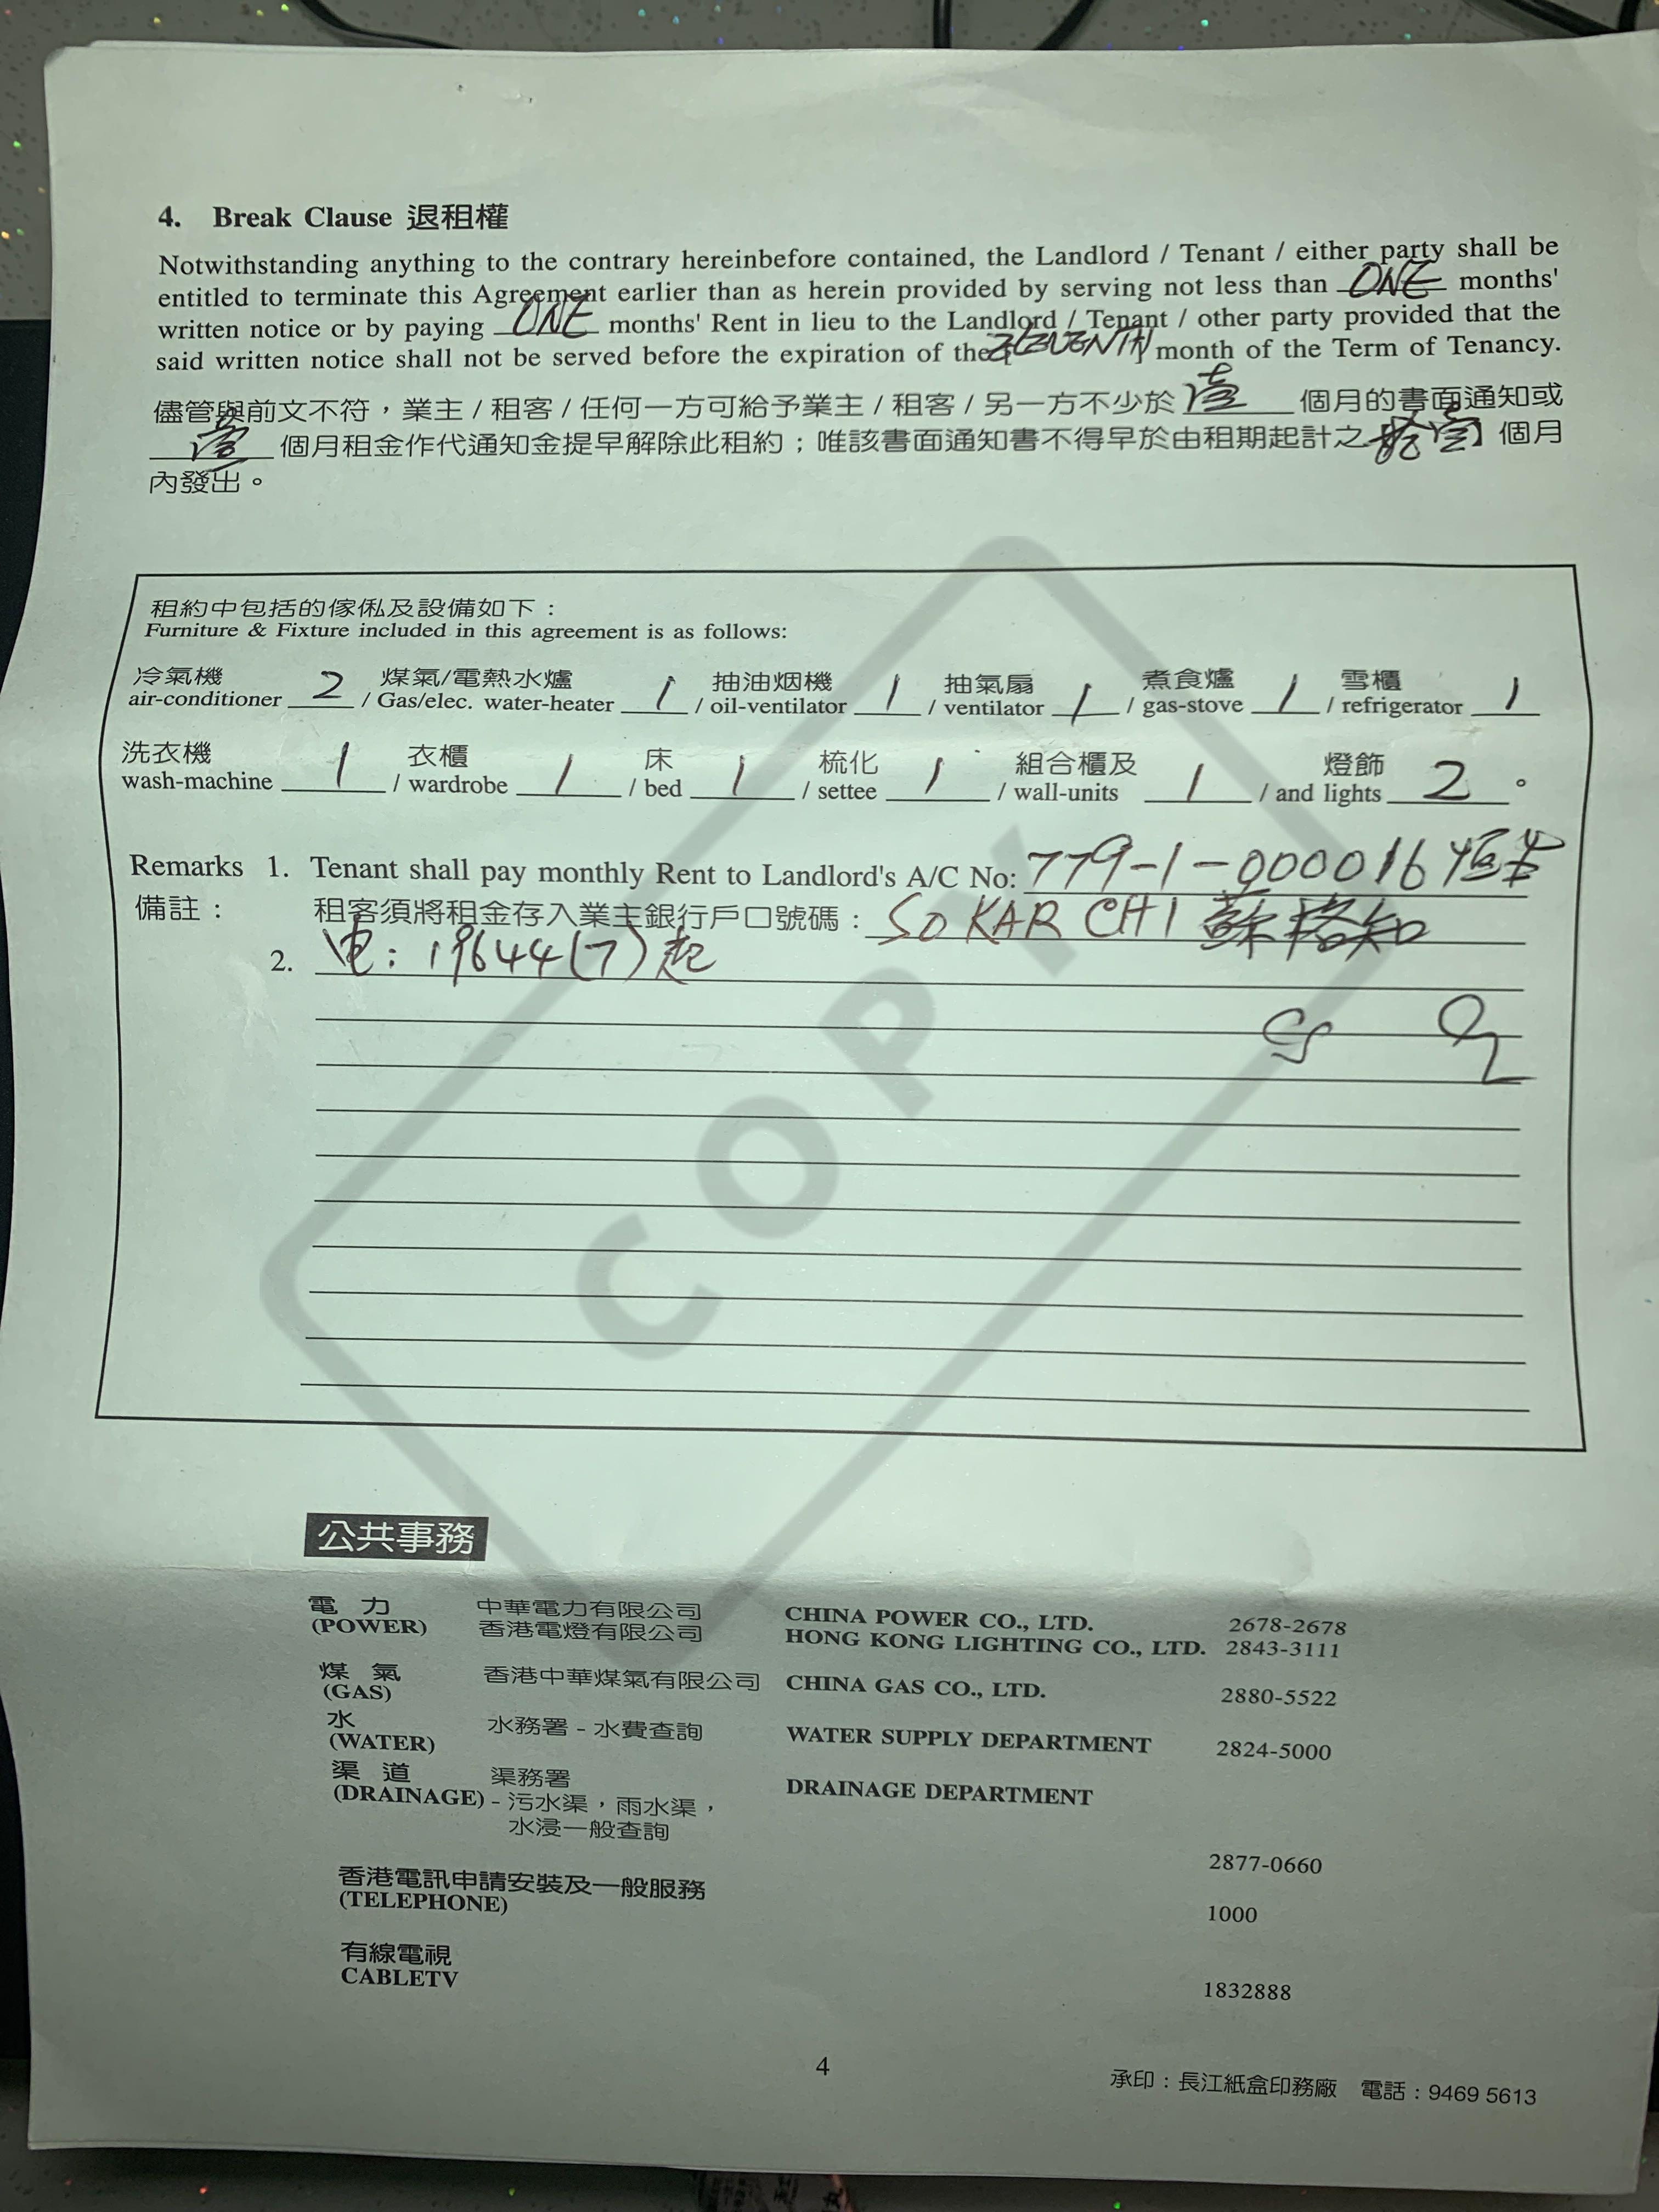 4. Break Clause 退租權
Notwithstanding anything to the contrary hereinbefore contained, the Landlord / Tenant / either party shall be
entitled to terminate this Agreement earlier than as herein provided by serving not less than ONE months'
written notice or by paying ONE months' Rent in lieu to the Landlord / Tenant / other party provided that the
said written notice shall not be served before the expiration of the [ELEVENTH] month of the Term of Tenancy.
儘管與前文不符，業主/租客/任何一方可給予業主/租客/另一方不少於 壹 個月的書面通知或
壹 個月租金作代通知金提早解除此租約；唯該書面通知書不得早於由租期起計之【拾壹】個月
內發出。
租約中包括的傢俬及設備如下：
Furniture & Fixture included in this agreement is as follows:
冷氣機 煤氣/電熱水爐 抽油烟機 抽氣扇 煮食爐 雪櫃
air-conditioner 2 / Gas/elec. water-heater 1 / oil-ventilator 1 / ventilator 1 / gas-stove 1 / refrigerator 1
洗衣機 衣櫃 床 梳化 組合櫃及 燈飾
wash-machine 1 / wardrobe 1 / bed 1 / settee 1 / wall-units 1 / and lights 2 。
Remarks 1. Tenant shall pay monthly Rent to Landlord's A/C No: 779-1-000016 恒生
備註： 租客須將租金存入業主銀行戶口號碼：SO KAR CHI 蘇格知
2. 电: 19644(7)起
COPY
公共事務
電力 中華電力有限公司 CHINA POWER CO., LTD. 2678-2678
(POWER) 香港電燈有限公司 HONG KONG LIGHTING CO., LTD. 2843-3111
煤氣 香港中華煤氣有限公司 CHINA GAS CO., LTD. 2880-5522
(GAS)
水 水務署 - 水費查詢 WATER SUPPLY DEPARTMENT 2824-5000
(WATER)
渠道 渠務署 DRAINAGE DEPARTMENT
(DRAINAGE) - 污水渠，雨水渠，
水浸一般查詢
2877-0660
香港電訊申請安裝及一般服務
(TELEPHONE) 1000
有線電視
CABLETV 1832888
4
承印：長江紙盒印務廠 電話：9469 5613